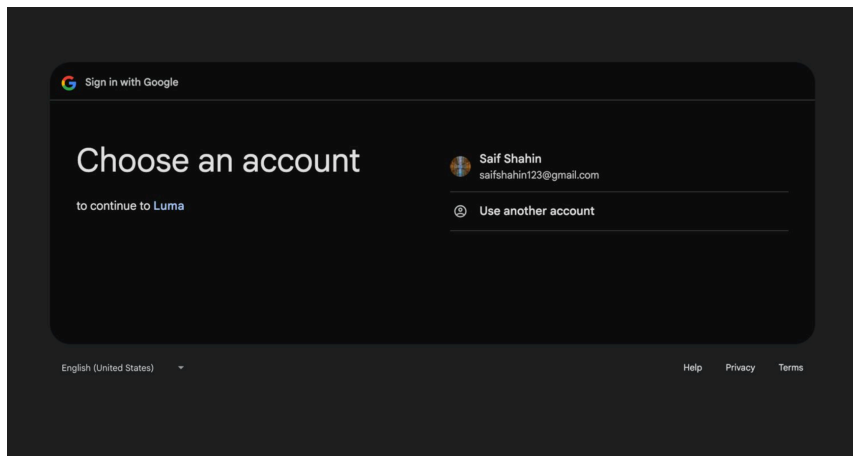 Sign in with Google
Choose an account
to continue to Luma
Saif Shahin
saifshahin123@gmail.com
Use another account
English (United States)
Help Privacy Terms